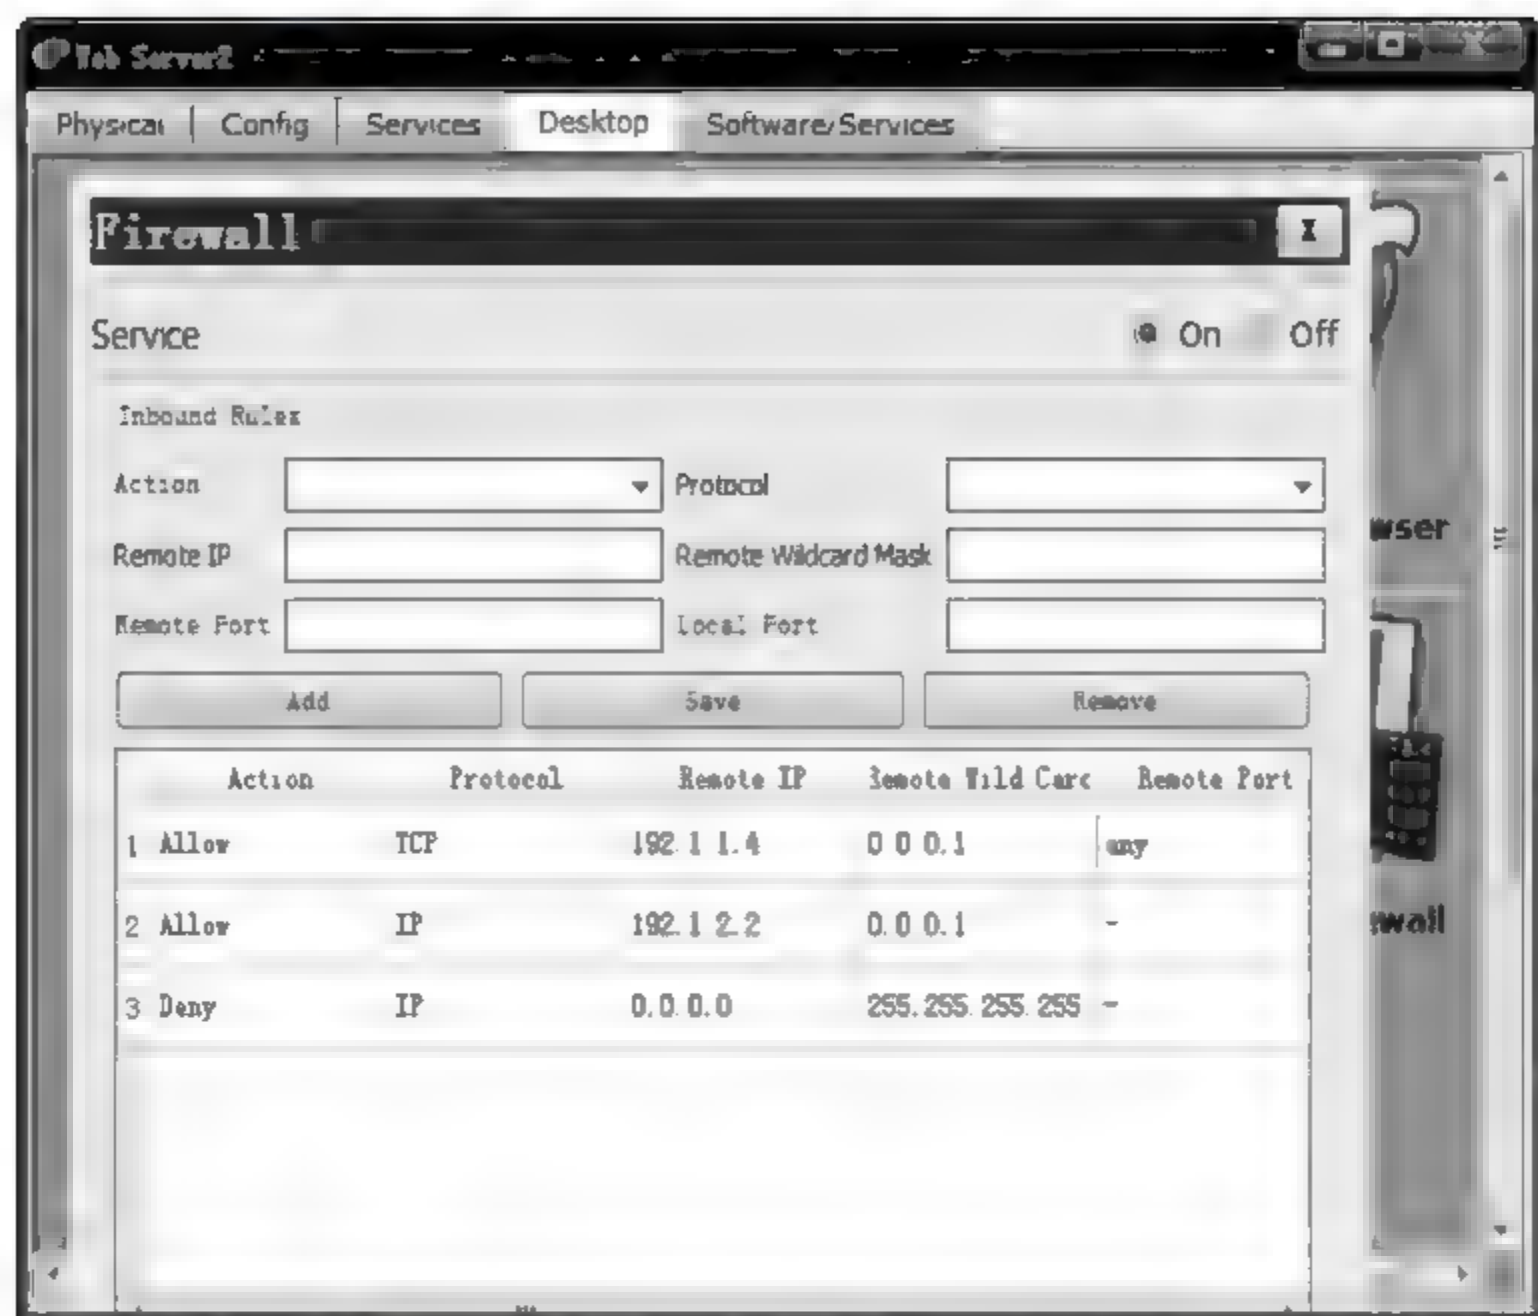 Web Server2
Physical Config Services Desktop Software/Services
Firewall X
Service On Off
Inbound Rules
Action Protocol
Remote IP Remote Wildcard Mask
Remote Port Local Port
Add Save Remove
Action Protocol Remote IP Remote Wild Card Remote Port
1 Allow TCP 192.1.1.4 0.0.0.1 any
2 Allow IP 192.1.2.2 0.0.0.1 -
3 Deny IP 0.0.0.0 255.255.255.255 -
wser
wall